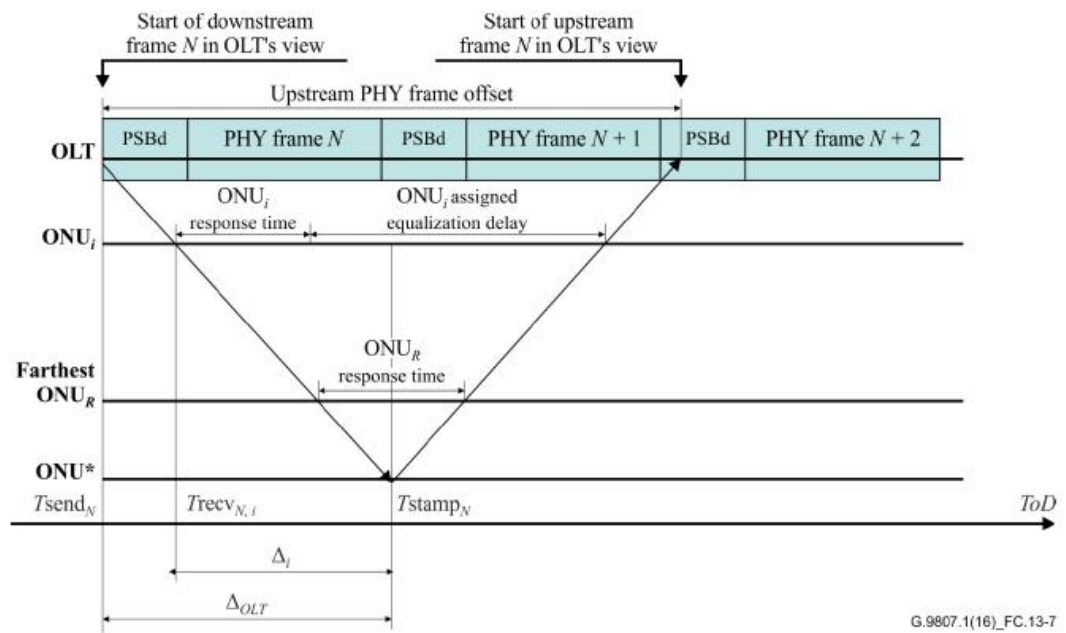 Start of downstream
frame N in OLT's view
Start of upstream
frame N in OLT's view
Upstream PHY frame offset
OLT
PSBd
PHY frame N
PSBd
PHY frame N + 1
PSBd
PHY frame N + 2
ONUi
response time
ONUi assigned
equalization delay
ONUi
ONUR
response time
Farthest
ONUR
ONU*
TsendN
TrecvN, i
TstampN
ToD
Δi
ΔOLT
G.9807.1(16)_FC.13-7